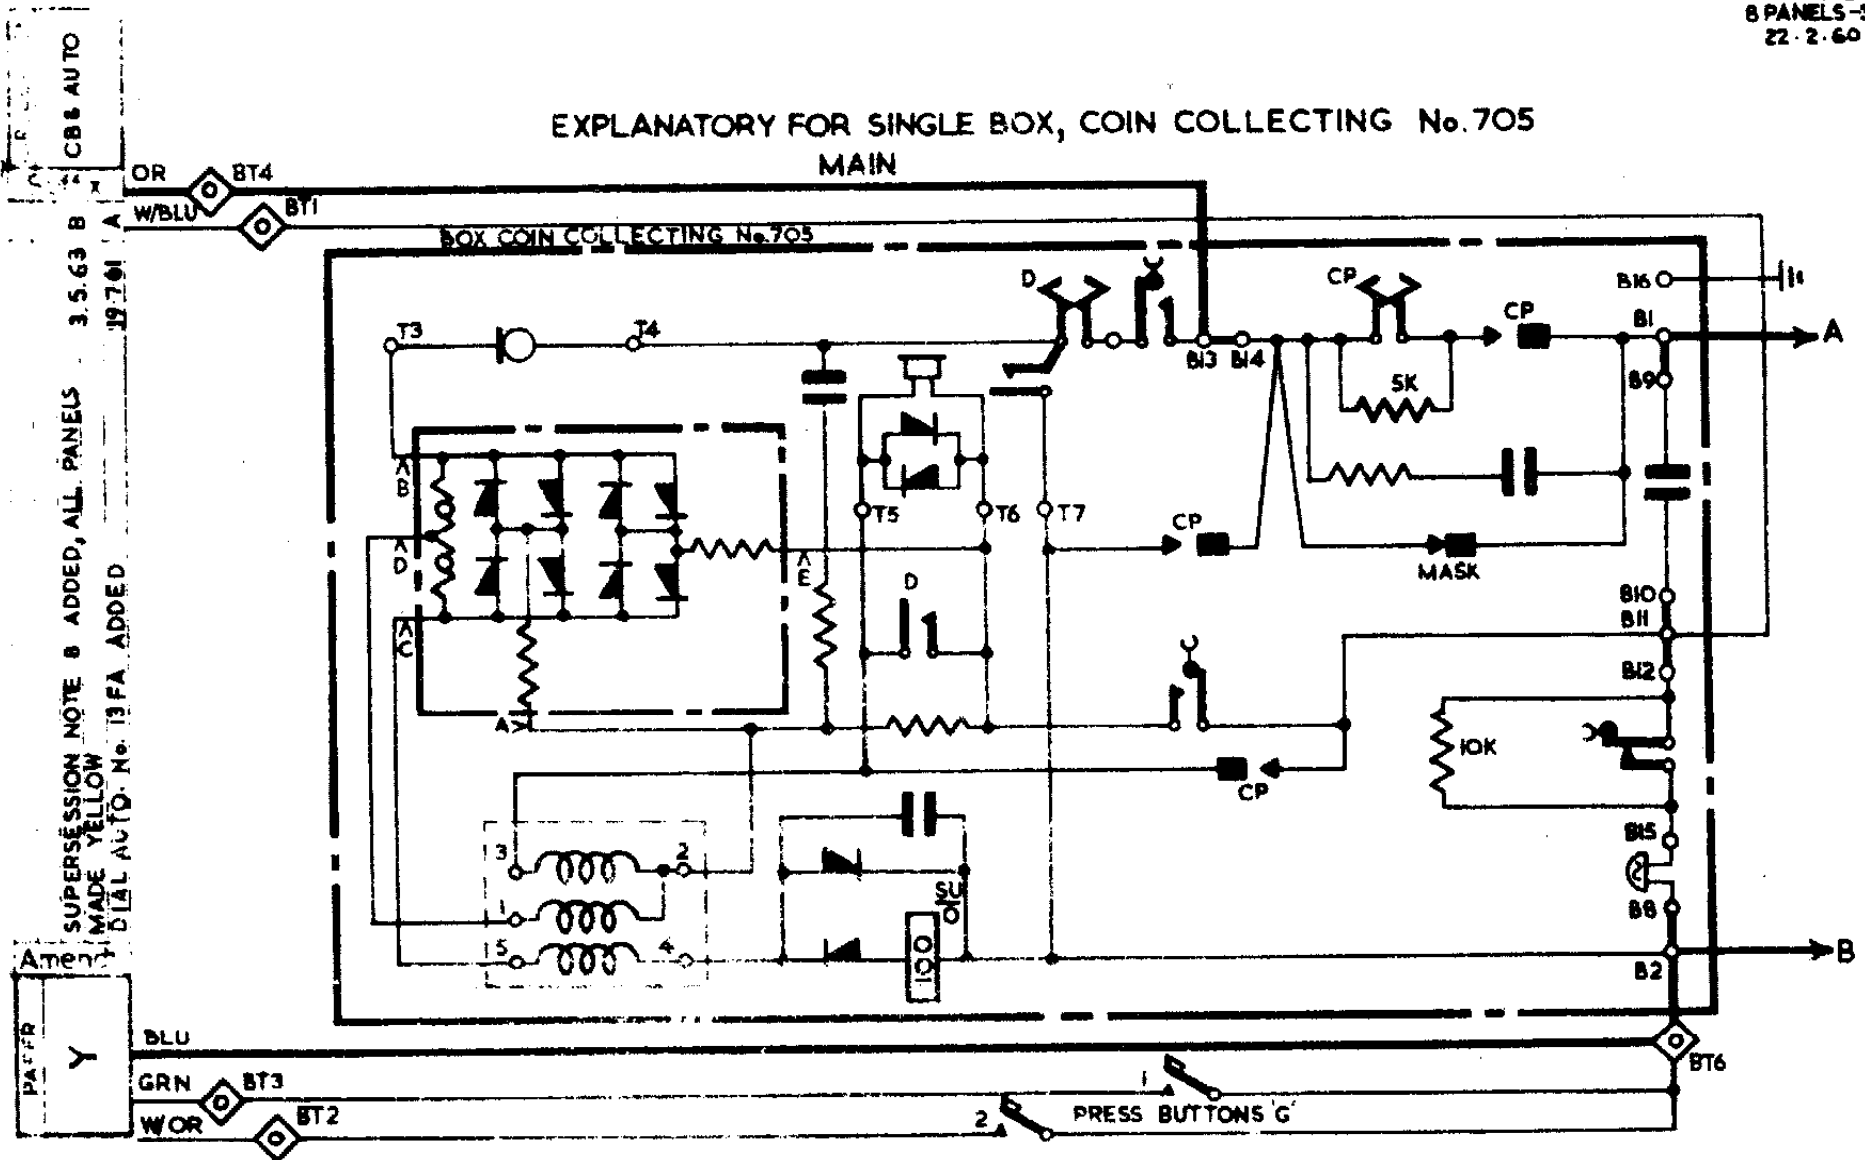 8 PANELS-
22·2·60
EXPLANATORY FOR SINGLE BOX, COIN COLLECTING No. 705
MAIN
CB& AUTO
OR
BT4
W/BLU
BT1
BOX COIN COLLECTING No.705
D
CP
CP
B16
B1
A
T3
T4
B13
B14
5K
B9
B
T5
T6
T7
CP
MASK
D
E
D
B10
B11
C
B12
A
10K
CP
B15
3
2
1
SU
B8
5
4
B2
B
BLU
BT6
GRN
BT3
1
W/OR
BT2
2
PRESS BUTTONS 'G'
SUPERSESSION NOTE B ADDED, ALL PANELS 3.5.63 B
MADE YELLOW
DIAL AUTO. No. 13FA ADDED A
Amend
Y